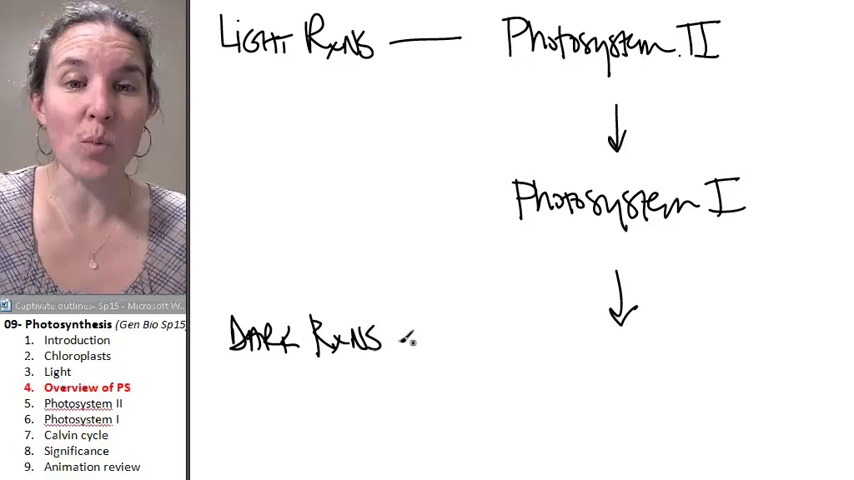 LIGHT RXNS — Photosystem II
↓
Photosystem I
↓
DARK RXNS
Captivate outlines- Sp15 - Microsoft W.
09- Photosynthesis (Gen Bio Sp15)
1. Introduction
2. Chloroplasts
3. Light
4. Overview of PS
5. Photosystem II
6. Photosystem I
7. Calvin cycle
8. Significance
9. Animation review